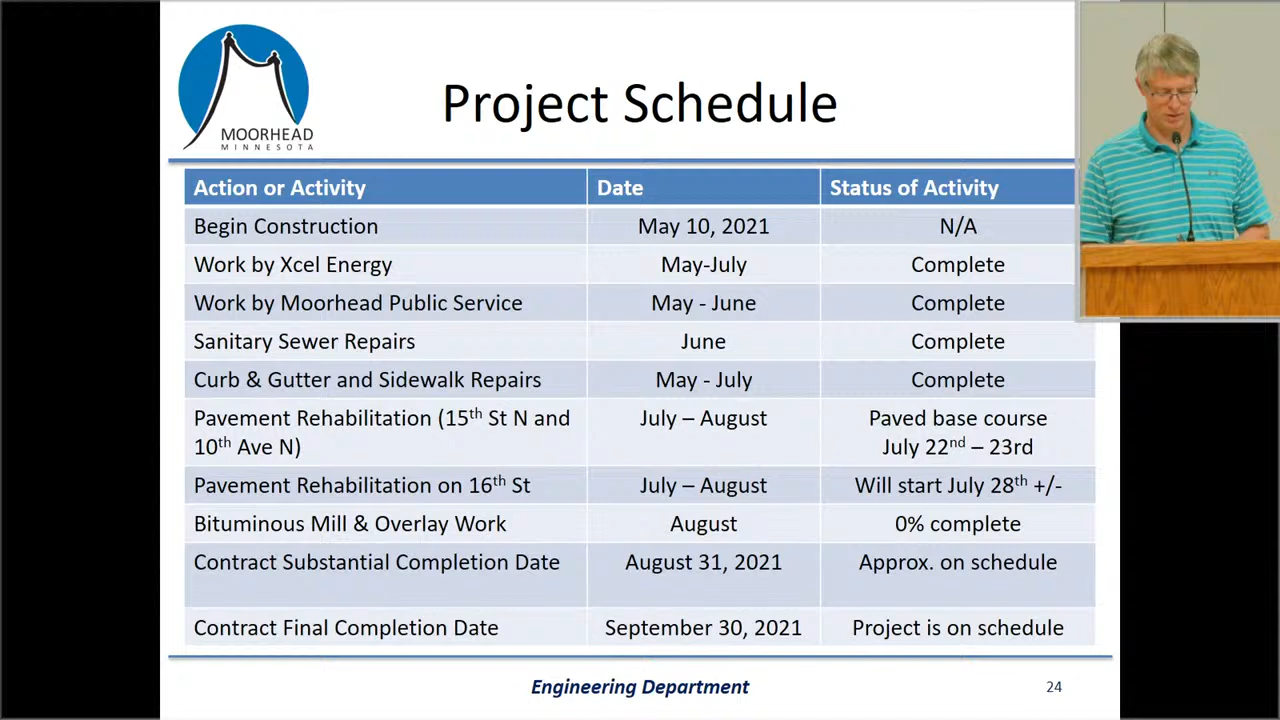 MOORHEAD
MINNESOTA
Project Schedule
Action or Activity Date Status of Activity
Begin Construction May 10, 2021 N/A
Work by Xcel Energy May-July Complete
Work by Moorhead Public Service May - June Complete
Sanitary Sewer Repairs June Complete
Curb & Gutter and Sidewalk Repairs May - July Complete
Pavement Rehabilitation (15th St N and July – August Paved base course
10th Ave N) July 22nd – 23rd
Pavement Rehabilitation on 16th St July – August Will start July 28th +/-
Bituminous Mill & Overlay Work August 0% complete
Contract Substantial Completion Date August 31, 2021 Approx. on schedule
Contract Final Completion Date September 30, 2021 Project is on schedule
Engineering Department 24